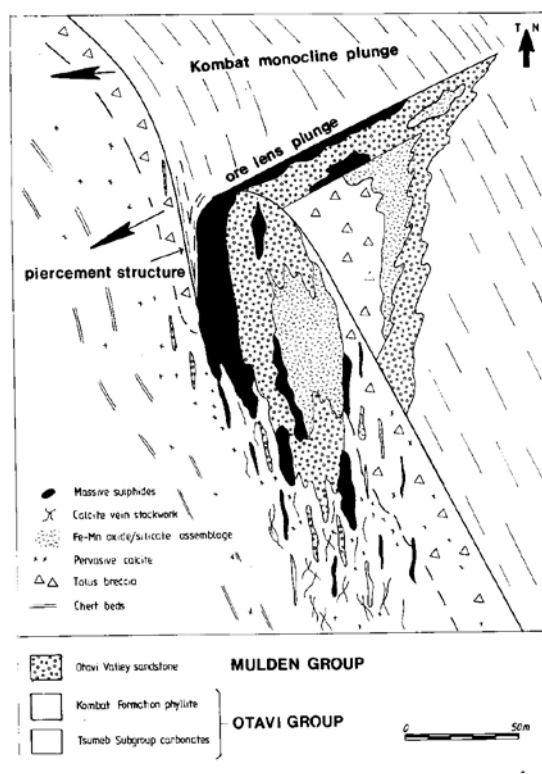 T N
Kombat monocline plunge
ore lens plunge
piercement structure
Massive sulphides
Calcite vein stockwork
Fe-Mn oxide/silicate assemblage
Pervasive calcite
Talus breccia
Chert beds
Otavi Valley sandstone
MULDEN GROUP
Kombat Formation phyllite
OTAVI GROUP
Tsumeb Subgroup carbonates
0 50m